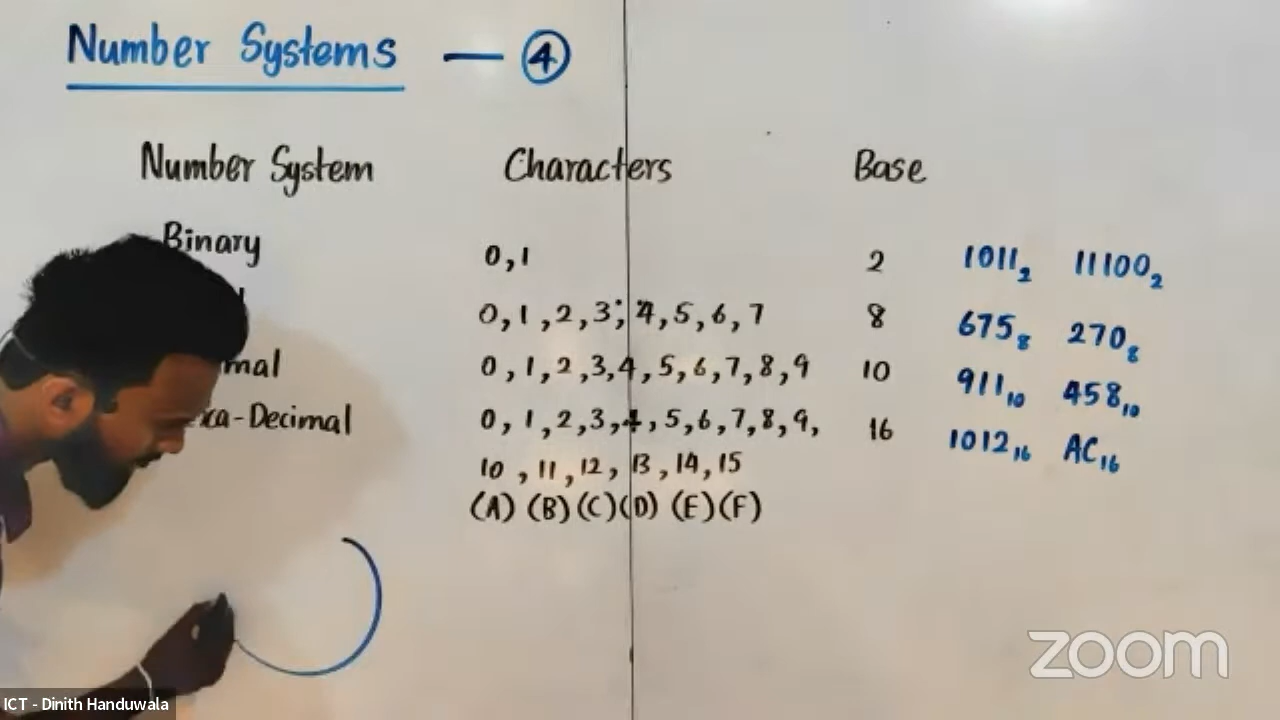 Number Systems — ④
Number System Characters Base
Binary 0,1 2 1011₂ 11100₂
0,1,2,3,4,5,6,7 8 675₈ 270₈
mal 0,1,2,3,4,5,6,7,8,9 10 911₁₀ 458₁₀
xa-Decimal 0,1,2,3,4,5,6,7,8,9, 16 1012₁₆ AC₁₆
10,11,12,13,14,15
(A) (B) (C) (D) (E) (F)
zoom
ICT - Dinith Handuwala